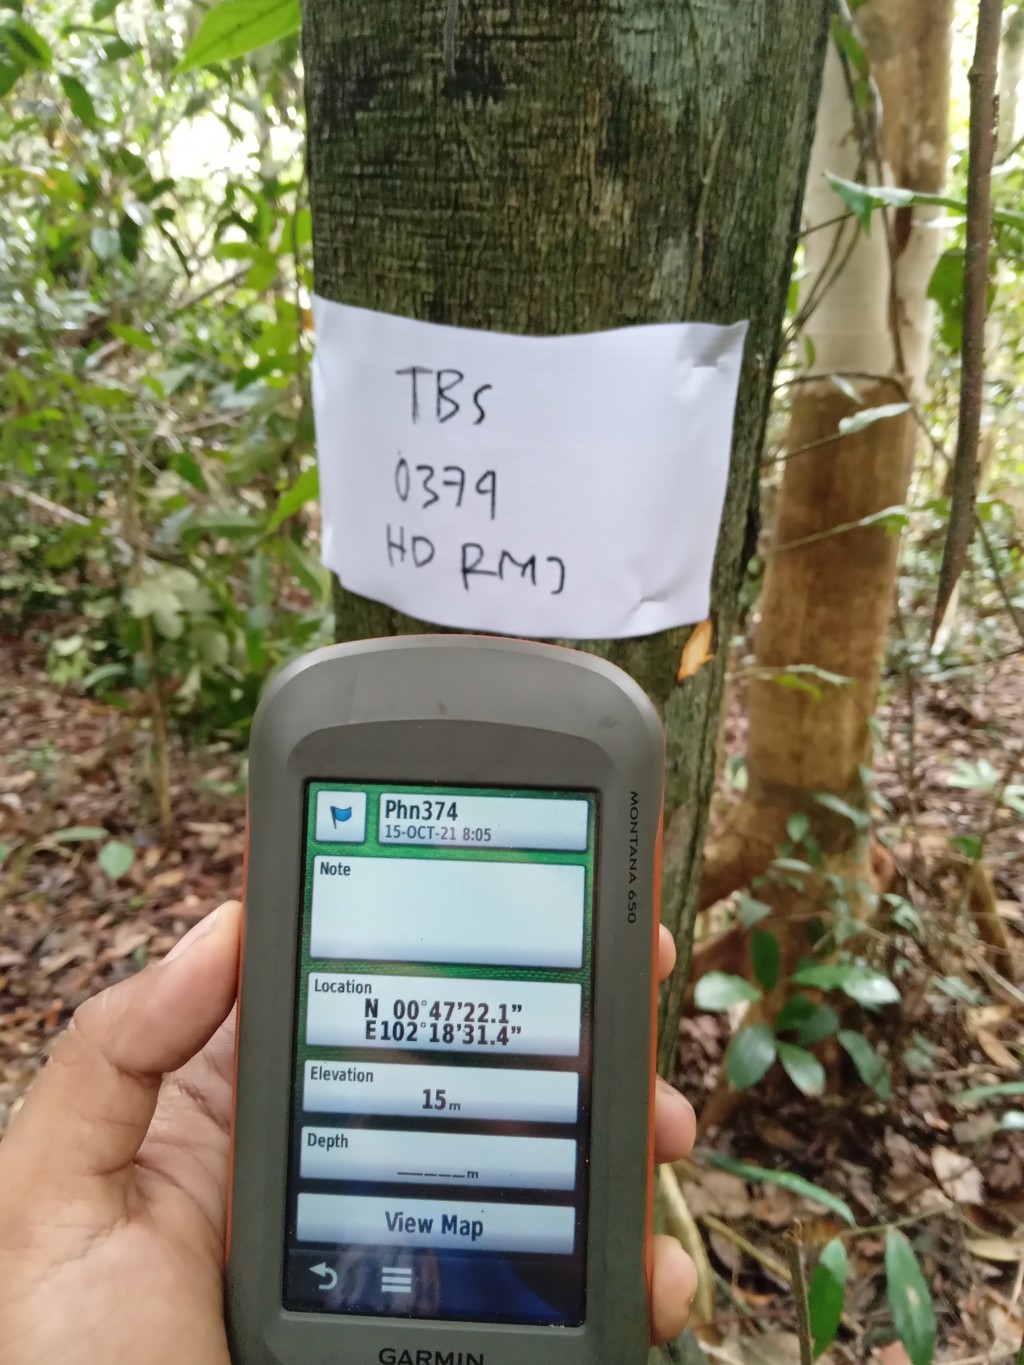 TBS
0379
HD RMJ
MONTANA 650
Phn374
15-OCT-21 8:05
Note
Location
N 00°47'22.1"
E102°18'31.4"
Elevation
15m
Depth
_____m
View Map
GARMIN